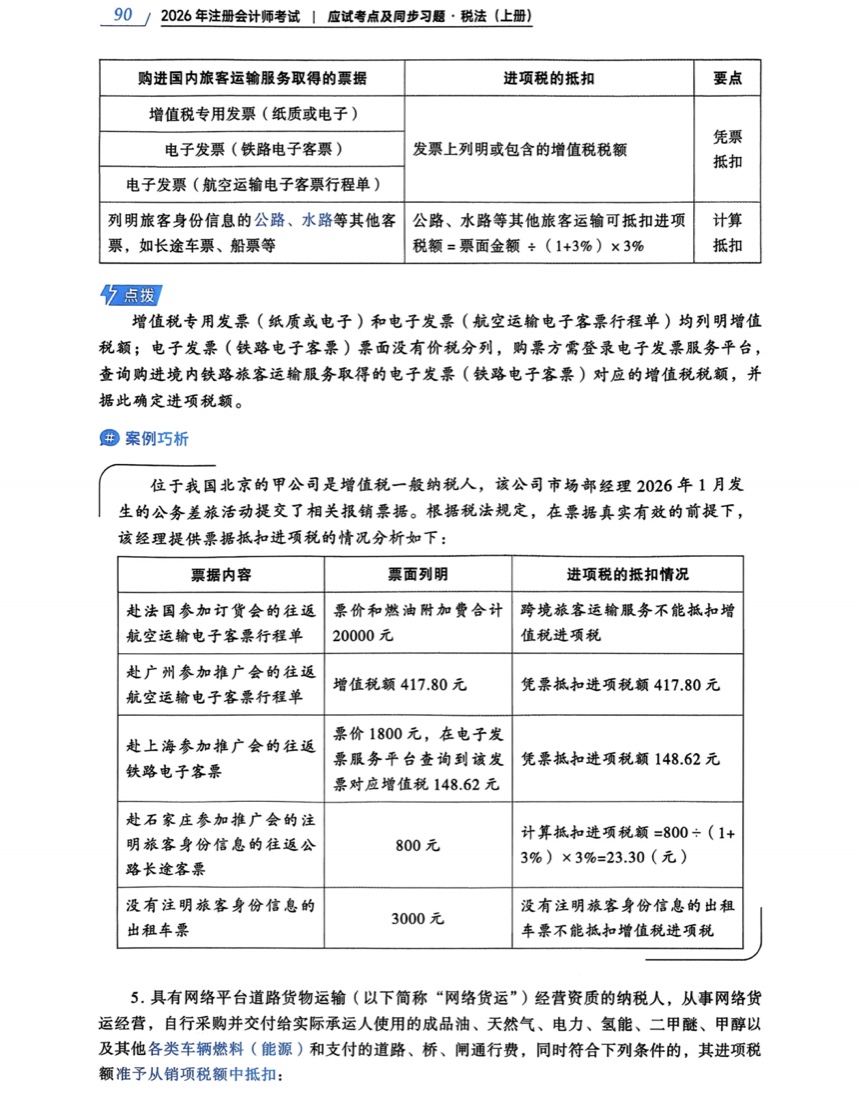 90 / 2026年注册会计师考试 | 应试考点及同步习题·税法（上册）
购进国内旅客运输服务取得的票据 进项税的抵扣 要点
增值税专用发票（纸质或电子）
电子发票（铁路电子客票）
电子发票（航空运输电子客票行程单）
发票上列明或包含的增值税税额
凭票
抵扣
列明旅客身份信息的公路、水路等其他客
票，如长途车票、船票等
公路、水路等其他旅客运输可抵扣进项
税额=票面金额÷（1+3%）×3%
计算
抵扣
点拨
增值税专用发票（纸质或电子）和电子发票（航空运输电子客票行程单）均列明增值
税额；电子发票（铁路电子客票）票面没有价税分列，购票方需登录电子发票服务平台，
查询购进境内铁路旅客运输服务取得的电子发票（铁路电子客票）对应的增值税税额，并
据此确定进项税额。
# 案例巧析
位于我国北京的甲公司是增值税一般纳税人，该公司市场部经理2026年1月发
生的公务差旅活动提交了相关报销票据。根据税法规定，在票据真实有效的前提下，
该经理提供票据抵扣进项税的情况分析如下：
票据内容 票面列明 进项税的抵扣情况
赴法国参加订货会的往返
航空运输电子客票行程单
票价和燃油附加费合计
20000元
跨境旅客运输服务不能抵扣增
值税进项税
赴广州参加推广会的往返
航空运输电子客票行程单
增值税额417.80元
凭票抵扣进项税额417.80元
赴上海参加推广会的往返
铁路电子客票
票价1800元，在电子发
票服务平台查询到该发
票对应增值税148.62元
凭票抵扣进项税额148.62元
赴石家庄参加推广会的注
明旅客身份信息的往返公
路长途客票
800元
计算抵扣进项税额=800÷（1+
3%）×3%=23.30（元）
没有注明旅客身份信息的
出租车票
3000元
没有注明旅客身份信息的出租
车票不能抵扣增值税进项税
5. 具有网络平台道路货物运输（以下简称“网络货运”）经营资质的纳税人，从事网络货
运经营，自行采购并交付给实际承运人使用的成品油、天然气、电力、氢能、二甲醚、甲醇以
及其他各类车辆燃料（能源）和支付的道路、桥、闸通行费，同时符合下列条件的，其进项税
额准予从销项税额中抵扣：